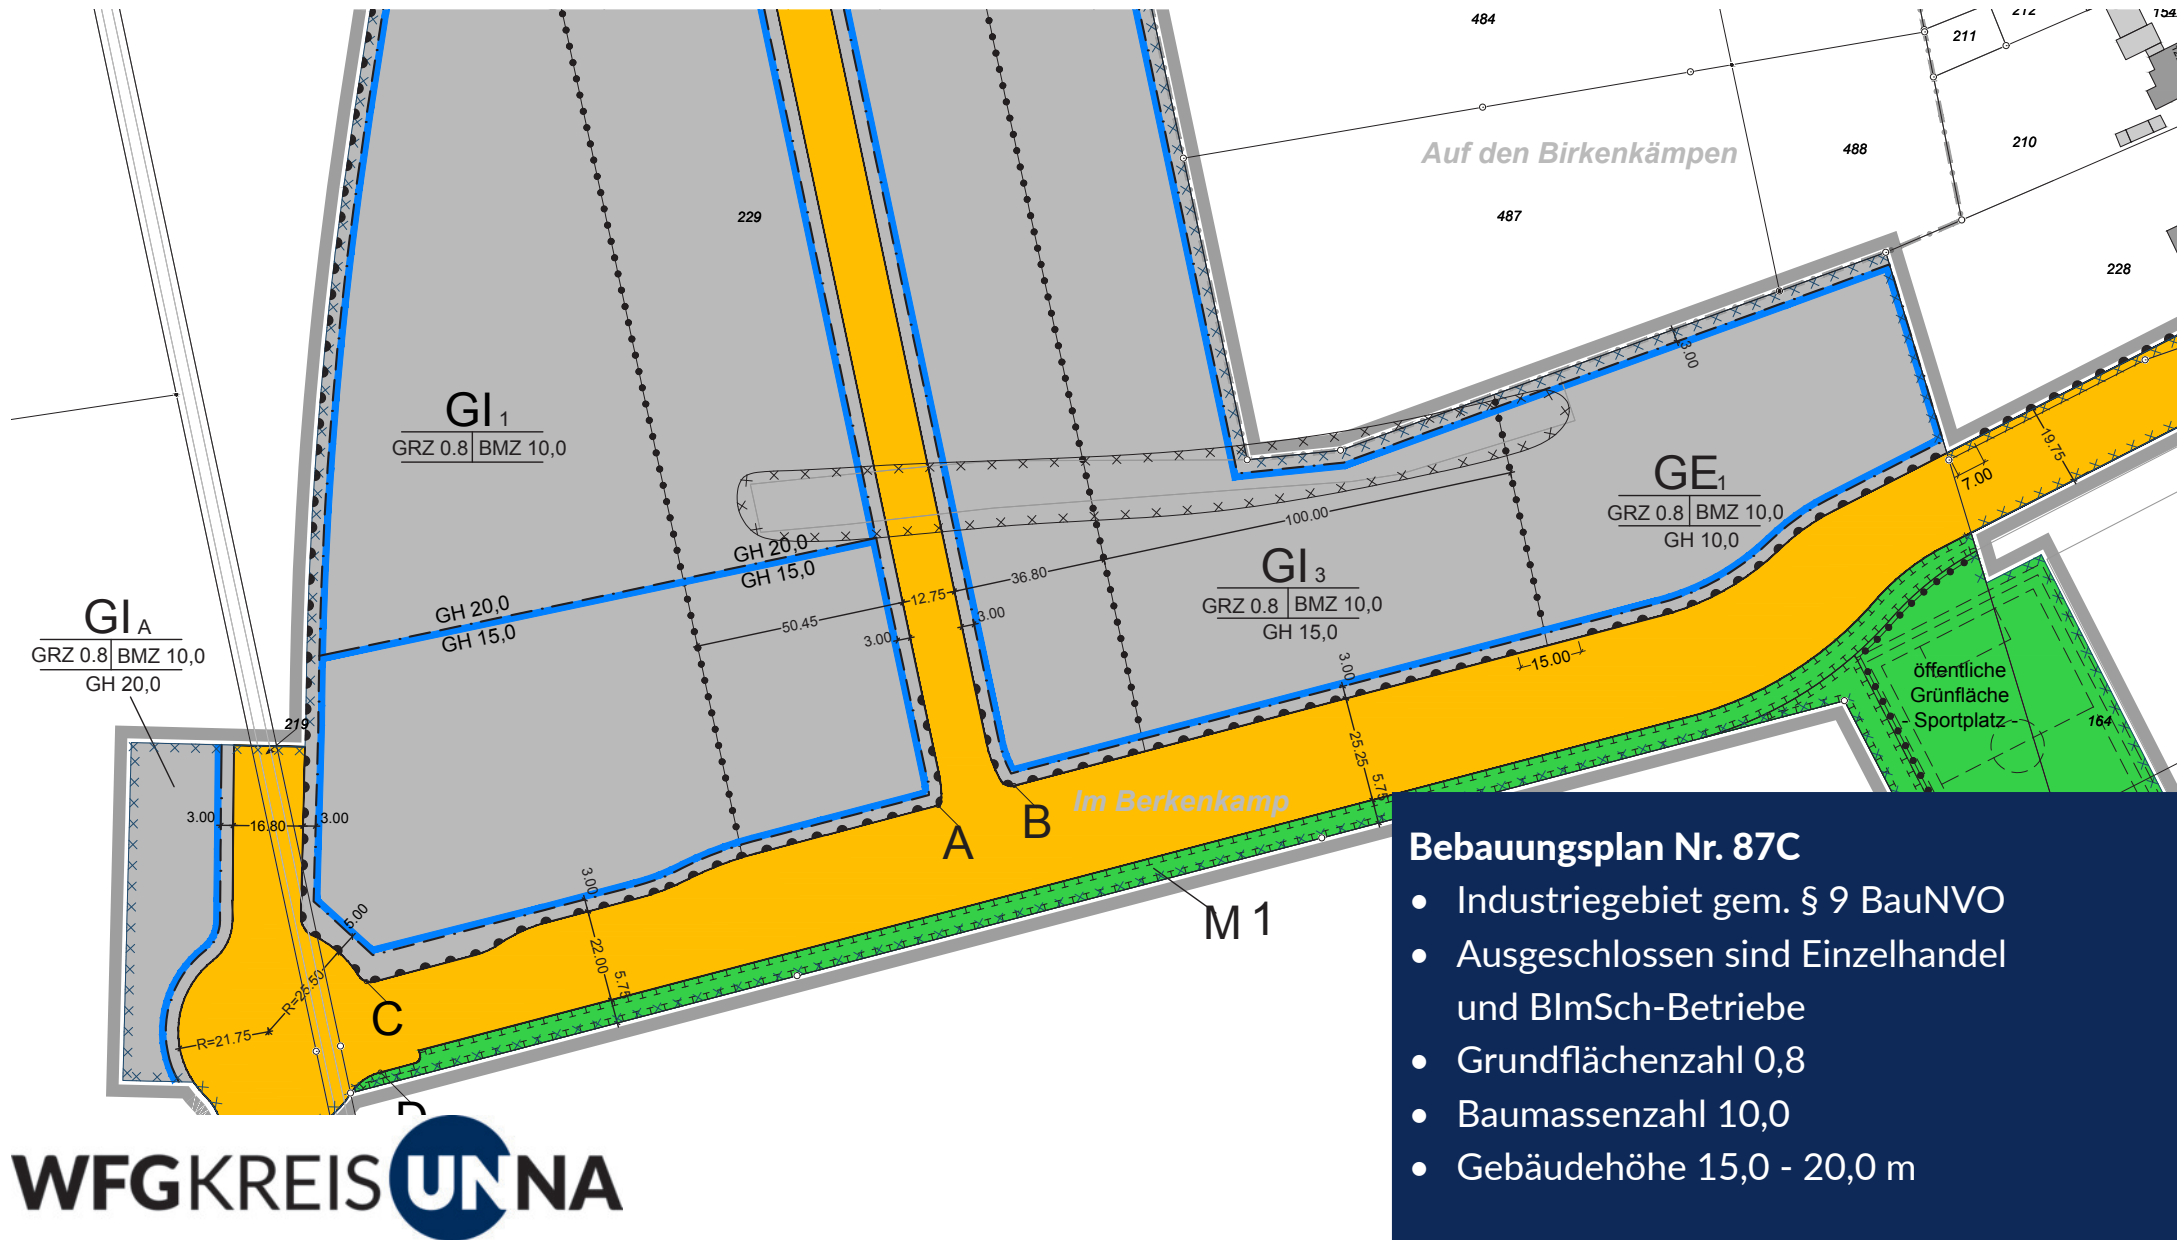 484
212
154
211
Auf den Birkenkämpen
488
210
229
487
228
3.00
GI 1
GRZ 0.8 BMZ 10,0
GE 1
GRZ 0.8 BMZ 10,0
GH 10,0
19.75
7.00
100.00
GH 20,0
GH 15,0
36.80
12.75
3.00
50.45
3.00
GI 3
GRZ 0.8 BMZ 10,0
GH 15,0
GH 20,0
GH 15,0
GI A
GRZ 0.8 BMZ 10,0
GH 20,0
3.00
15.00
öffentliche
Grünfläche
- Sportplatz-
164
219
25.25
5.75
Im Berkenkamp
3.00
16.80
3.00
A
B
3.00
5.00
22.00
5.75
M 1
R=25.50
R=21.75
C
D
Bebauungsplan Nr. 87C
• Industriegebiet gem. § 9 BauNVO
• Ausgeschlossen sind Einzelhandel
und BImSch-Betriebe
• Grundflächenzahl 0,8
• Baumassenzahl 10,0
• Gebäudehöhe 15,0 - 20,0 m
WFGKREISUNNA